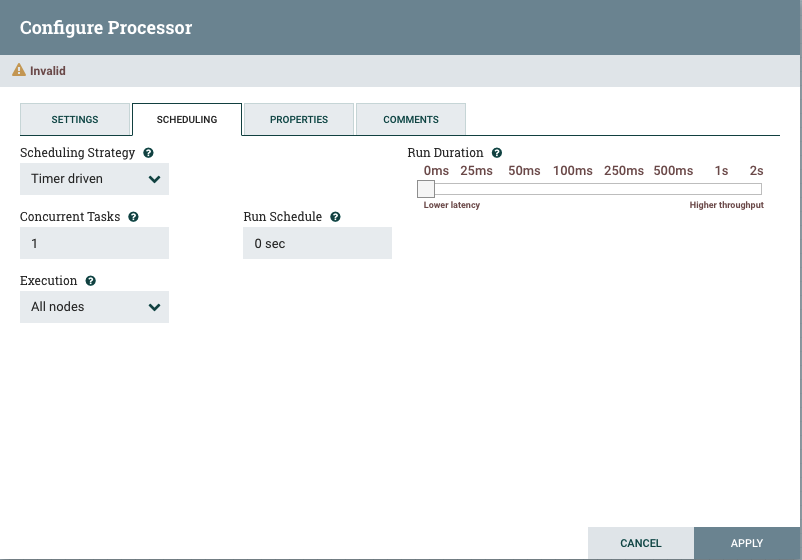 Configure Processor
Invalid
SETTINGS SCHEDULING PROPERTIES COMMENTS
Scheduling Strategy ?
Timer driven
Run Duration ?
0ms 25ms 50ms 100ms 250ms 500ms 1s 2s
Lower latency Higher throughput
Concurrent Tasks ?
1
Run Schedule ?
0 sec
Execution ?
All nodes
CANCEL APPLY